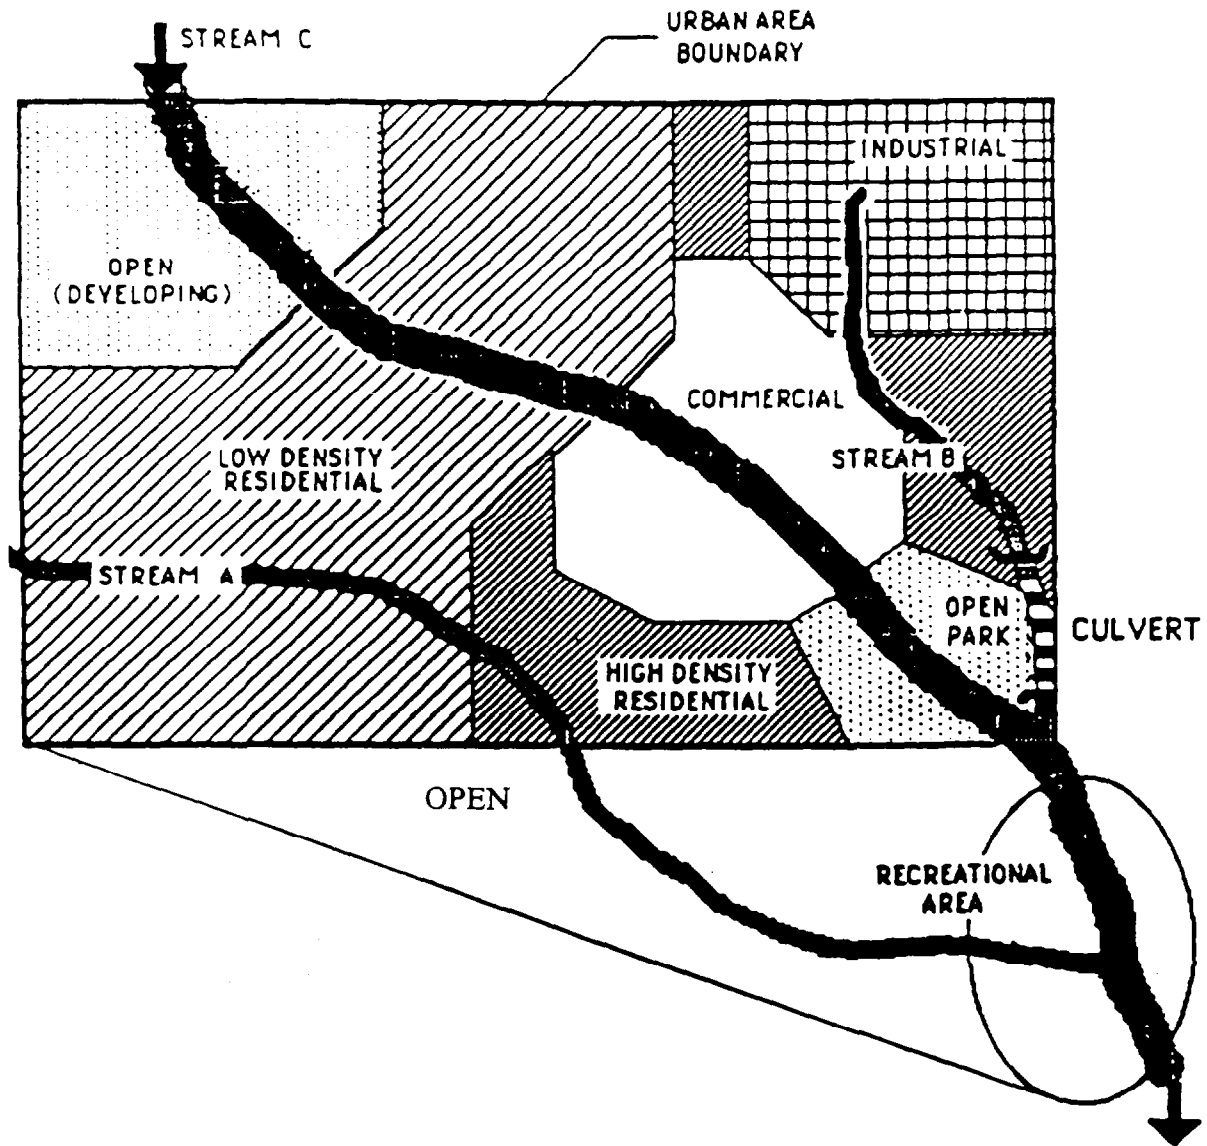 STREAM C
URBAN AREA
BOUNDARY
INDUSTRIAL
OPEN
(DEVELOPING)
COMMERCIAL
LOW DENSITY
RESIDENTIAL
STREAM B
STREAM A
OPEN
PARK
CULVERT
HIGH DENSITY
RESIDENTIAL
OPEN
RECREATIONAL
AREA